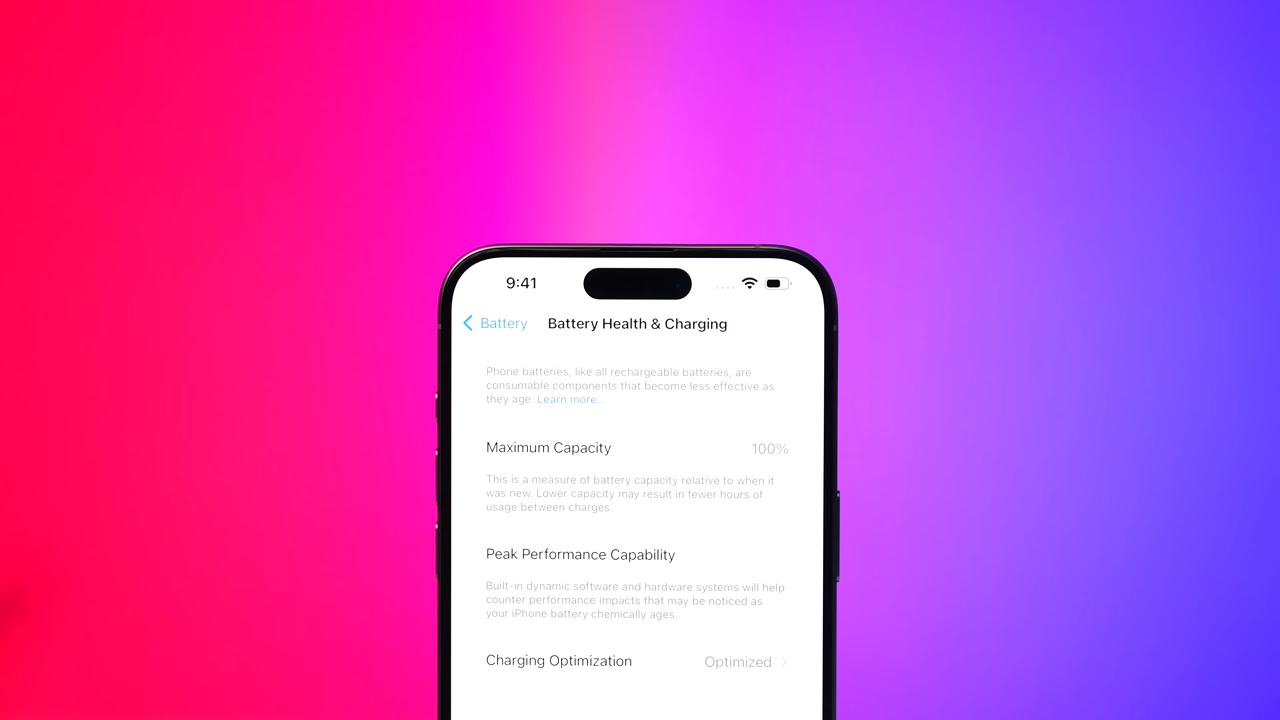 9:41
Battery Health & Charging
Battery
Phone batteries, like all rechargeable batteries, are
consumable components that become less effective as
they age. Learn more...
Maximum Capacity 100%
This is a measure of battery capacity relative to when it
was new. Lower capacity may result in fewer hours of
usage between charges.
Peak Performance Capability
Built-in dynamic software and hardware systems will help
counter performance impacts that may be noticed as
your iPhone battery chemically ages.
Charging Optimization Optimized